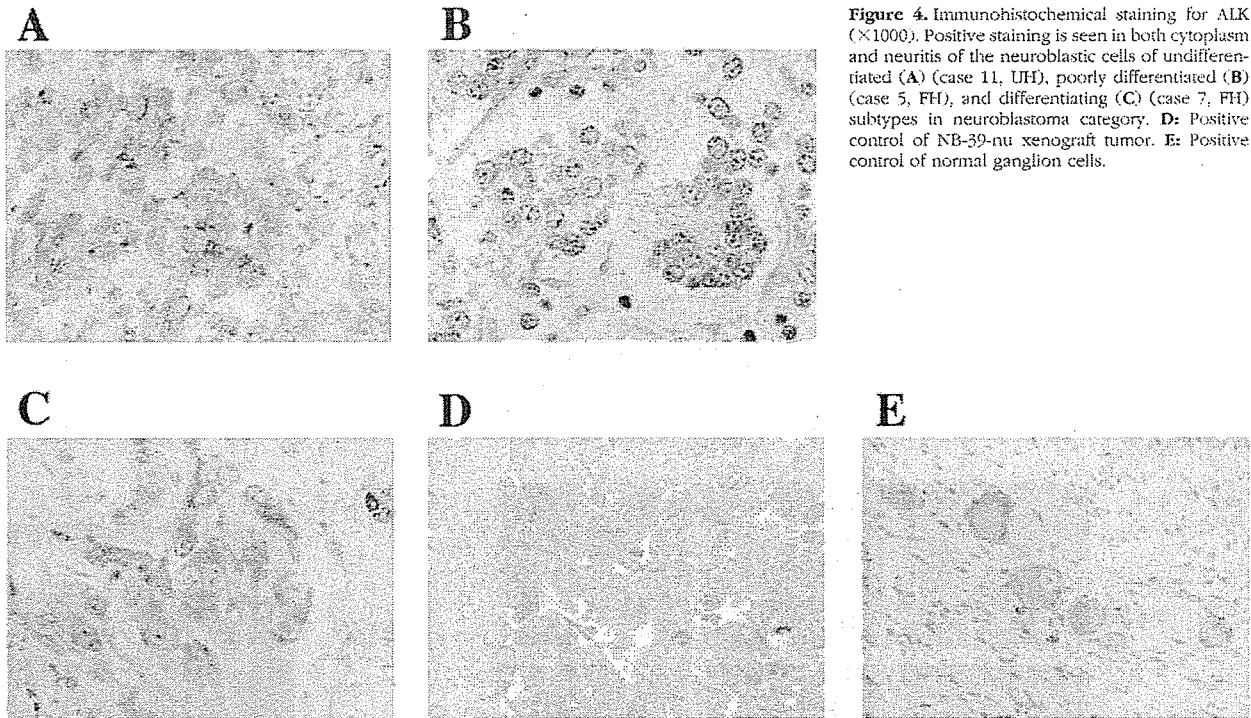 A
B
Figure 4. Immunohistochemical staining for ALK
(×1000). Positive staining is seen in both cytoplasm
and neuritis of the neuroblastic cells of undifferen-
tiated (A) (case 11, UH), poorly differentiated (B)
(case 5, FH), and differentiating (C) (case 7, FH)
subtypes in neuroblastoma category. D: Positive
control of NB-39-nu xenograft tumor. E: Positive
control of normal ganglion cells.
C
D
E